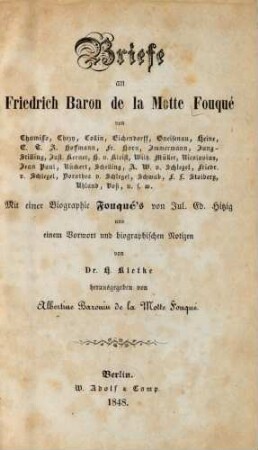 Briefe
an
Friedrich Baron de la Motte Fouqué
von
Chamisso, Chezy, Collin, Eichendorff, Gneisenau, Heine,
E. T. A. Hoffmann, Fr. Horn, Immermann, Jung-
Stilling, Just. Kerner, H. v. Kleist, Wilh. Müller,
Jean Paul, Rückert, Schelling, A. W. v. Schlegel, Friedr.
v. Schlegel, Dorothea v. Schlegel, Schwab, F. L. Stolberg,
Uhland, Voß, u. s. w.
Mit einer Biographie Fouqué's von Jul. Ed. Hitzig
und
einem Vorwort und biographischen Notizen
von
Dr. H. Kletke
herausgegeben von
Albertine Baronin de la Motte Fouqué.
Berlin.
W. Adolf & Comp.
1848.